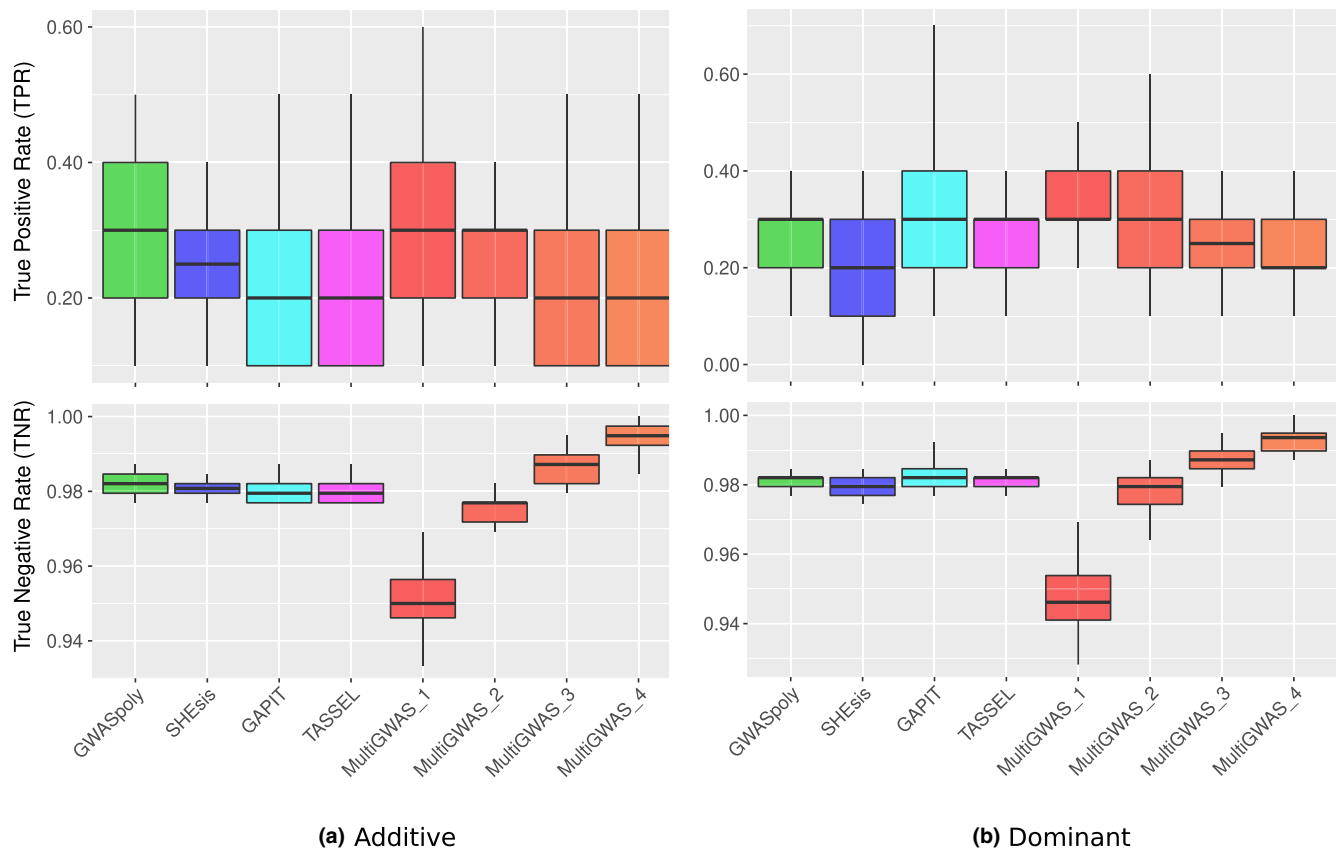 True Positive Rate (TPR)
0.60
0.40
0.20
0.60
0.40
0.20
0.00
True Negative Rate (TNR)
1.00
0.98
0.96
0.94
1.00
0.98
0.96
0.94
GWASpoly
SHEsis
GAPIT
TASSEL
MultiGWAS_1
MultiGWAS_2
MultiGWAS_3
MultiGWAS_4
GWASpoly
SHEsis
GAPIT
TASSEL
MultiGWAS_1
MultiGWAS_2
MultiGWAS_3
MultiGWAS_4
(a) Additive
(b) Dominant